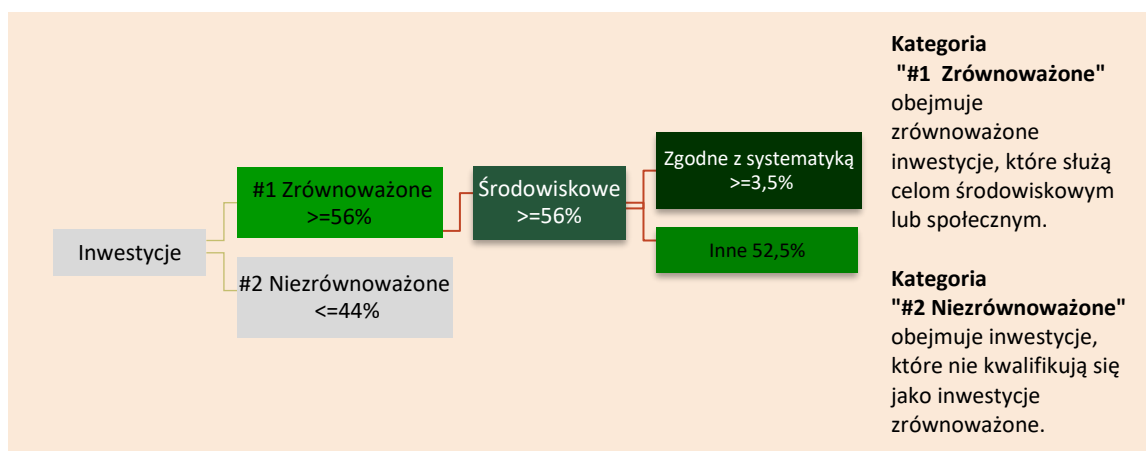 Inwestycje
#1 Zrównoważone
>=56%
#2 Niezrównoważone
<=44%
Środowiskowe
>=56%
Zgodne z systematyką
>=3,5%
Inne 52,5%
Kategoria
"#1 Zrównoważone"
obejmuje
zrównoważone
inwestycje, które służą
celom środowiskowym
lub społecznym.
Kategoria
"#2 Niezrównoważone"
obejmuje inwestycje,
które nie kwalifikują się
jako inwestycje
zrównoważone.